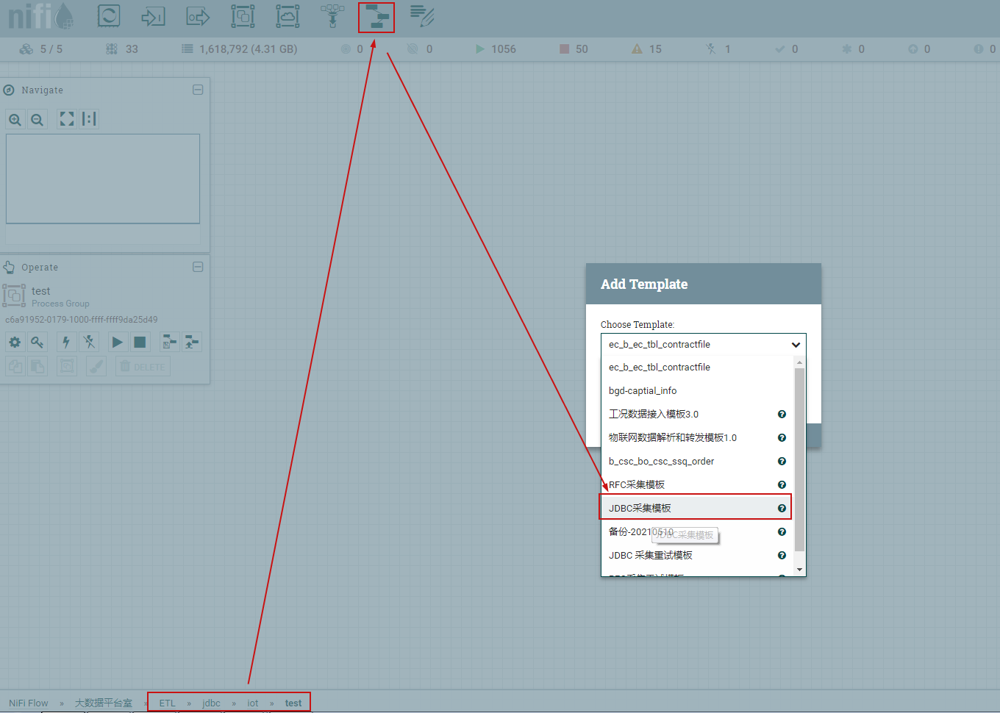 nifi
5 / 5
33
1,618,792 (4.31 GB)
0
0
1056
50
15
1
0
0
0
0
Navigate
Operate
test
Process Group
c6a91952-0179-1000-ffff-ffff9da25d49
DELETE
Add Template
Choose Template:
ec_b_ec_tbl_contractfile
ec_b_ec_tbl_contractfile
bgd-captial_info
工况数据接入模板3.0
物联网数据解析和转发模板1.0
b_csc_bo_csc_ssq_order
RFC采集模板
JDBC采集模板
备份-20210510
JDBC采集模板
JDBC 采集重试模板
NiFi Flow » 大数据平台室 » ETL » jdbc » iot » test